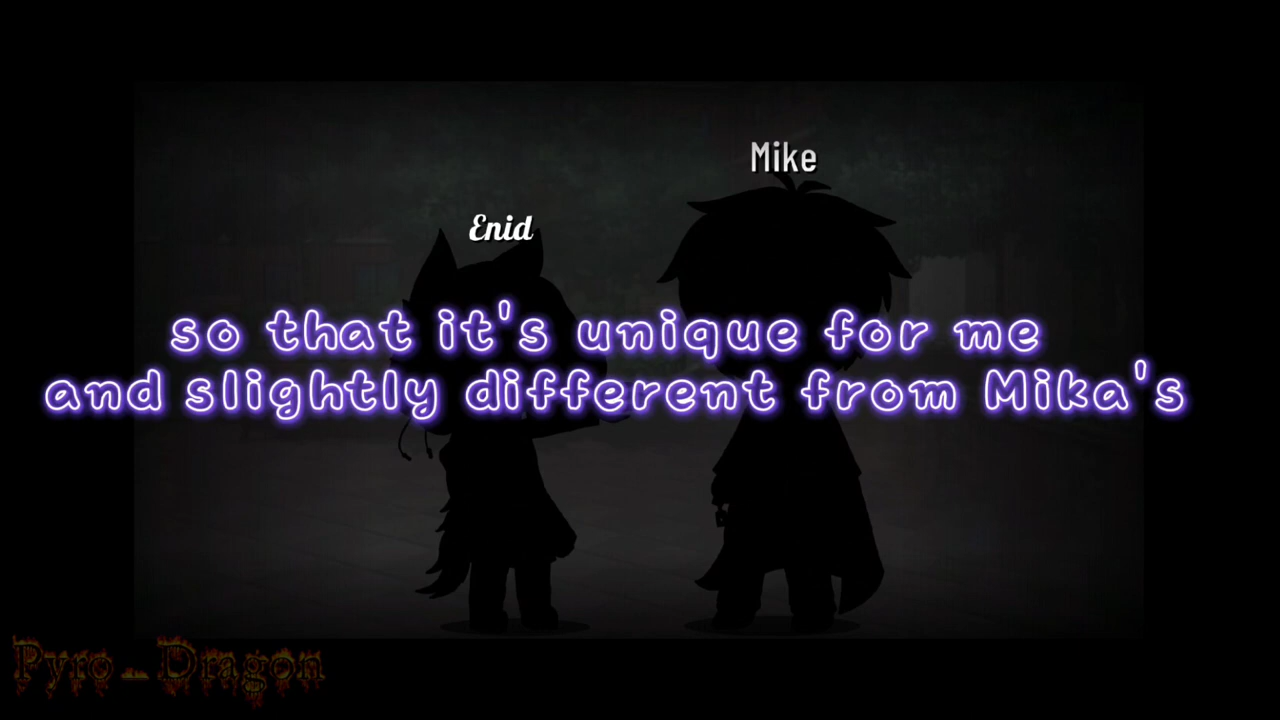 Mike
Enid
so that it's unique for me
and slightly different from Mika's
Pyro_Dragon